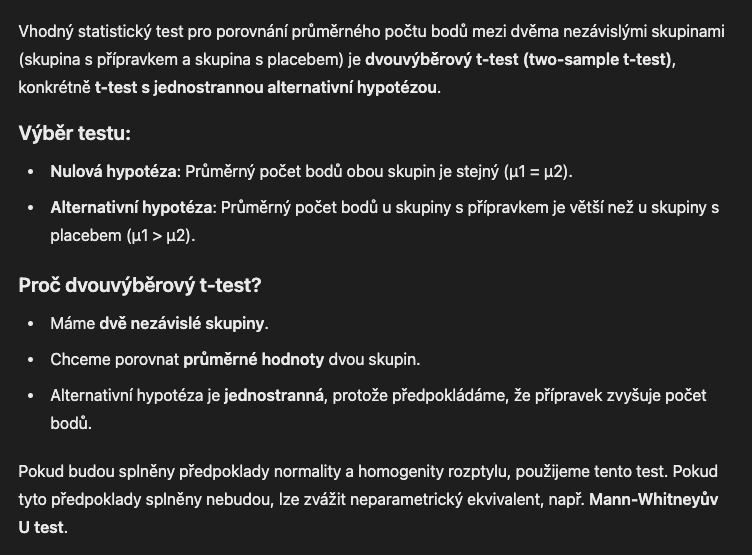 Vhodný statistický test pro porovnání průměrného počtu bodů mezi dvěma nezávislými skupinami
(skupina s přípravkem a skupina s placebem) je dvouvýběrový t-test (two-sample t-test),
konkrétně t-test s jednostrannou alternativní hypotézou.
Výběr testu:
• Nulová hypotéza: Průměrný počet bodů obou skupin je stejný (μ1 = μ2).
• Alternativní hypotéza: Průměrný počet bodů u skupiny s přípravkem je větší než u skupiny s
placebem (μ1 > μ2).
Proč dvouvýběrový t-test?
• Máme dvě nezávislé skupiny.
• Chceme porovnat průměrné hodnoty dvou skupin.
• Alternativní hypotéza je jednostranná, protože předpokládáme, že přípravek zvyšuje počet
bodů.
Pokud budou splněny předpoklady normality a homogenity rozptylu, použijeme tento test. Pokud
tyto předpoklady splněny nebudou, lze zvážit neparametrický ekvivalent, např. Mann-Whitneyův
U test.